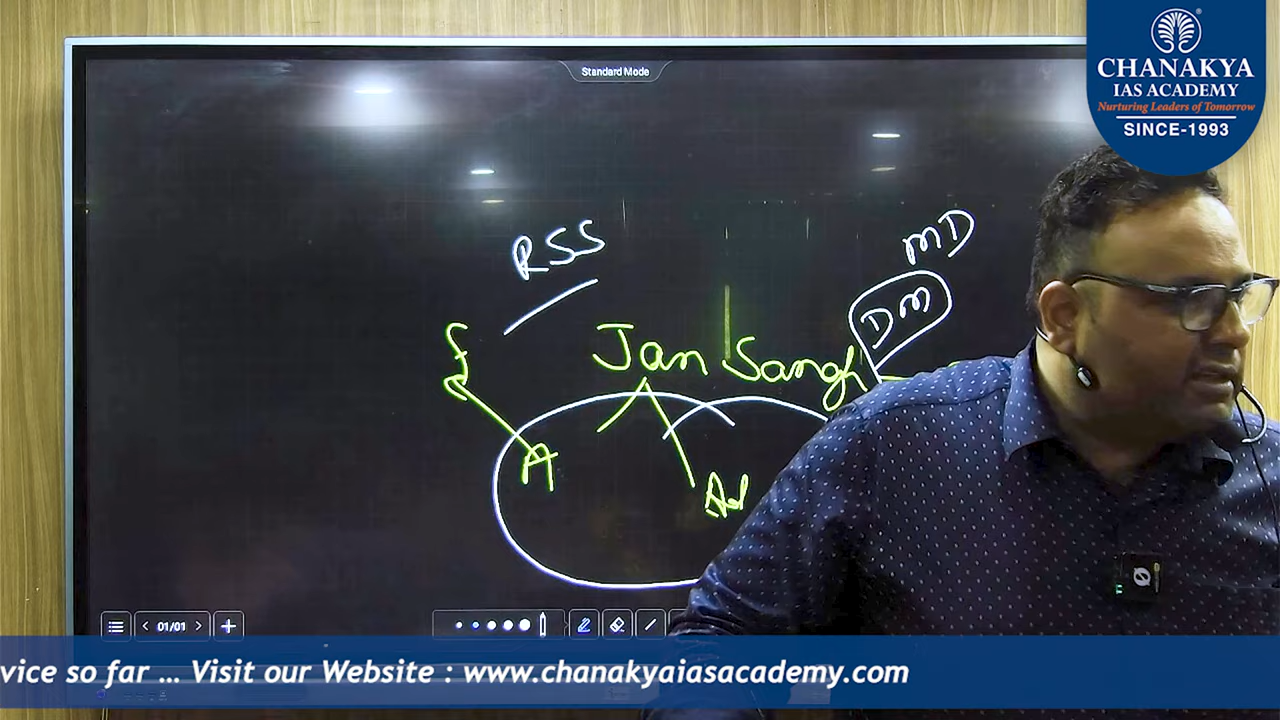 Standard Mode
CHANAKYA
IAS ACADEMY
Nurturing Leaders of Tomorrow
SINCE-1993
RSS
MD
DM
Jan Sangh
f
A
01/01
vice so far ... Visit our Website : www.chanakyaiasacademy.com